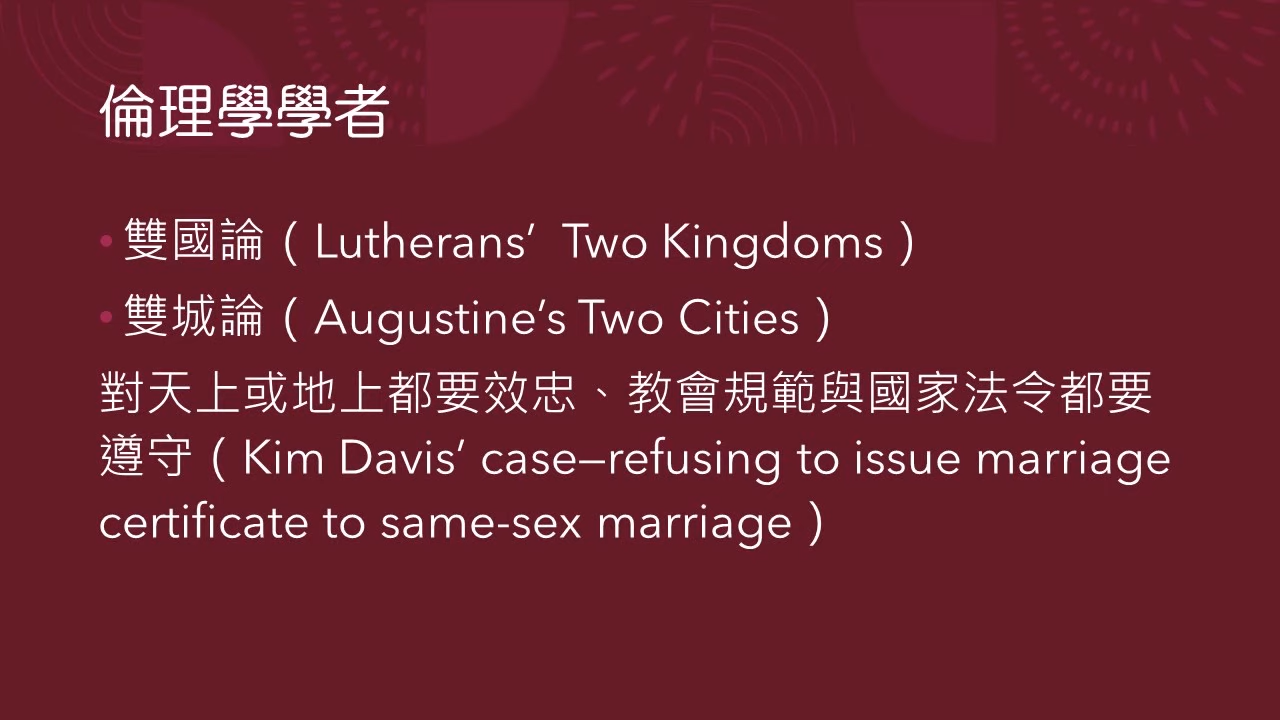 倫理學學者
• 雙國論（Lutherans’ Two Kingdoms）
• 雙城論（Augustine’s Two Cities）
對天上或地上都要效忠、教會規範與國家法令都要
遵守（Kim Davis’ case—refusing to issue marriage
certificate to same-sex marriage）